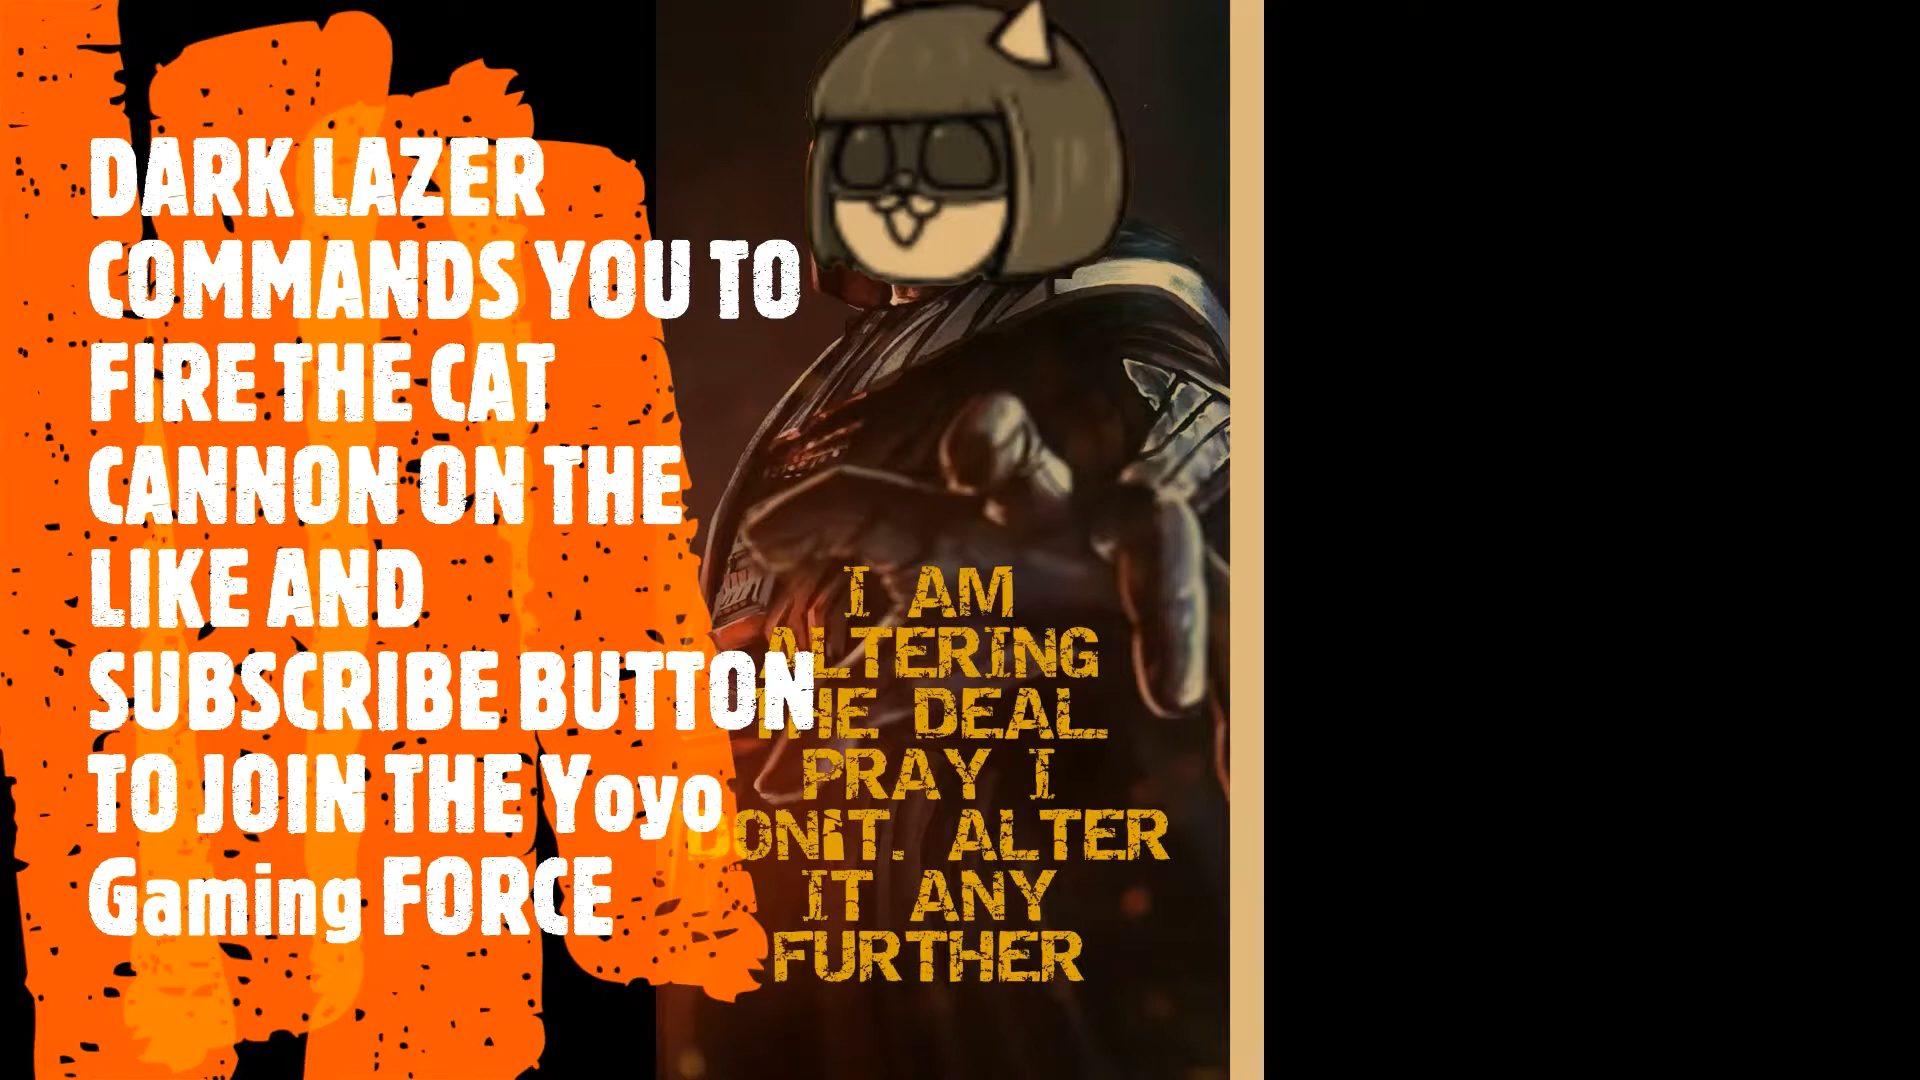 DARK LAZER
COMMANDS YOU TO
FIRE THE CAT
CANNON ON THE
LIKE AND
SUBSCRIBE BUTTON
TO JOIN THE Yoyo
Gaming FORCE
I AM
ALTERING
THE DEAL.
PRAY I
DON'T. ALTER
IT ANY
FURTHER